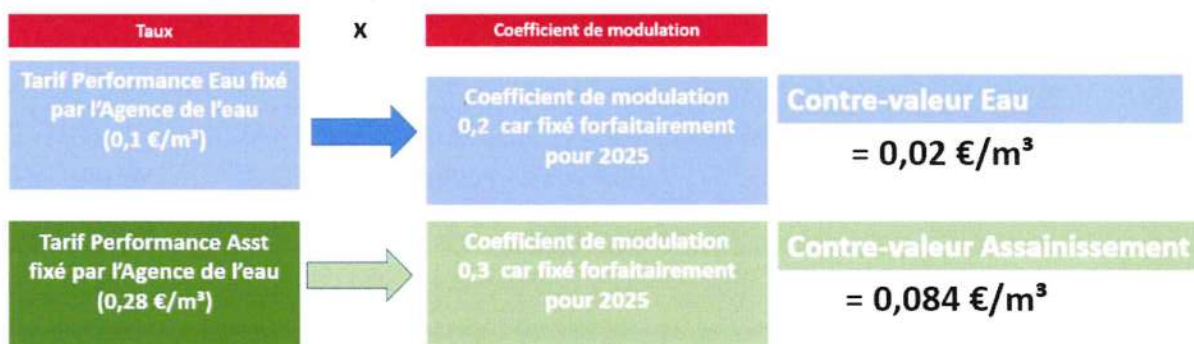 Taux
X
Coefficient de modulation
Tarif Performance Eau fixé
par l'Agence de l'eau
(0,1 €/m³)
Coefficient de modulation
0,2 car fixé forfaitairement
pour 2025
Contre-valeur Eau
= 0,02 €/m³
Tarif Performance Asst
fixé par l'Agence de l'eau
(0,28 €/m³)
Coefficient de modulation
0,3 car fixé forfaitairement
pour 2025
Contre-valeur Assainissement
= 0,084 €/m³